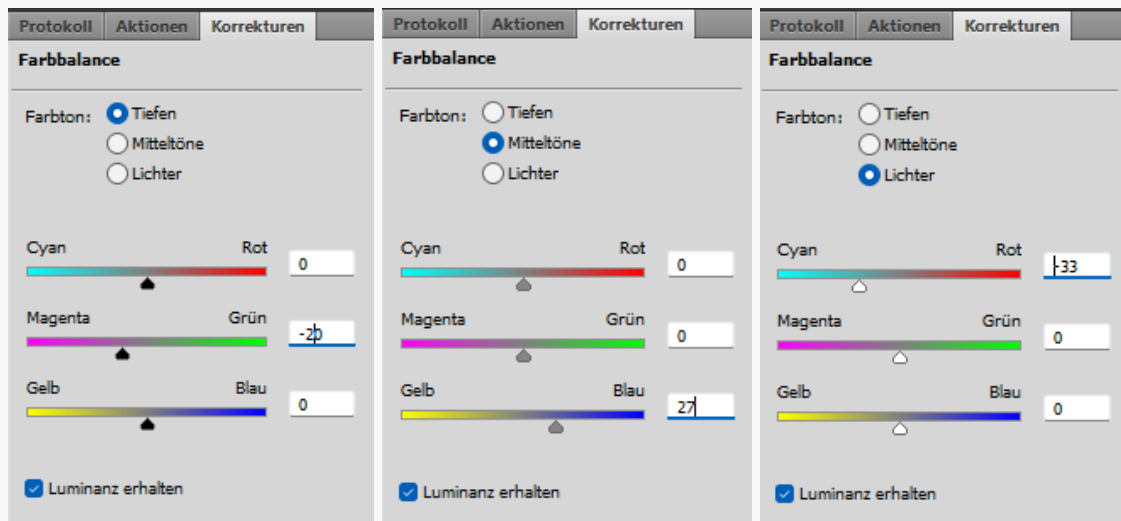 Protokoll Aktionen Korrekturen
Farbbalance
Farbton: Tiefen
Mitteltöne
Lichter
Cyan Rot 0
Magenta Grün -20
Gelb Blau 0
Luminanz erhalten
Protokoll Aktionen Korrekturen
Farbbalance
Farbton: Tiefen
Mitteltöne
Lichter
Cyan Rot 0
Magenta Grün 0
Gelb Blau 27
Luminanz erhalten
Protokoll Aktionen Korrekturen
Farbbalance
Farbton: Tiefen
Mitteltöne
Lichter
Cyan Rot -33
Magenta Grün 0
Gelb Blau 0
Luminanz erhalten